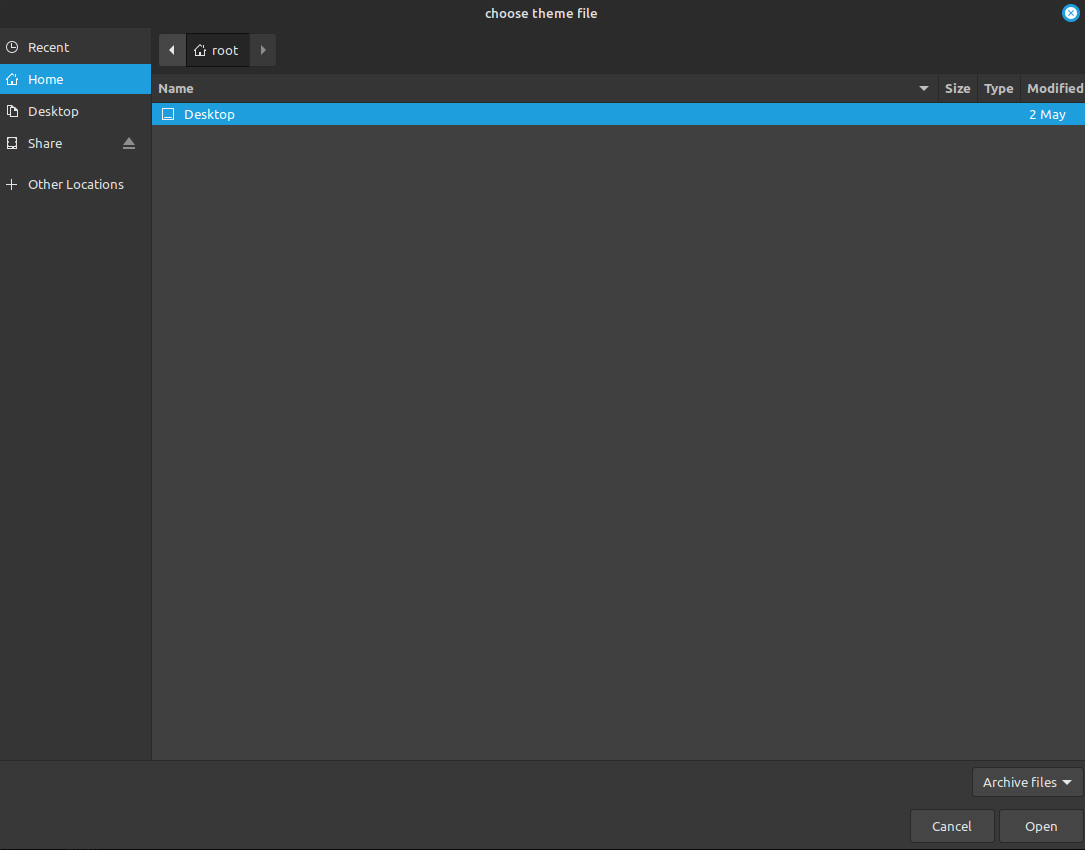 choose theme file
Recent
Home
Desktop
Share
Other Locations
root
Name Size Type Modified
Desktop 2 May
Archive files
Cancel Open